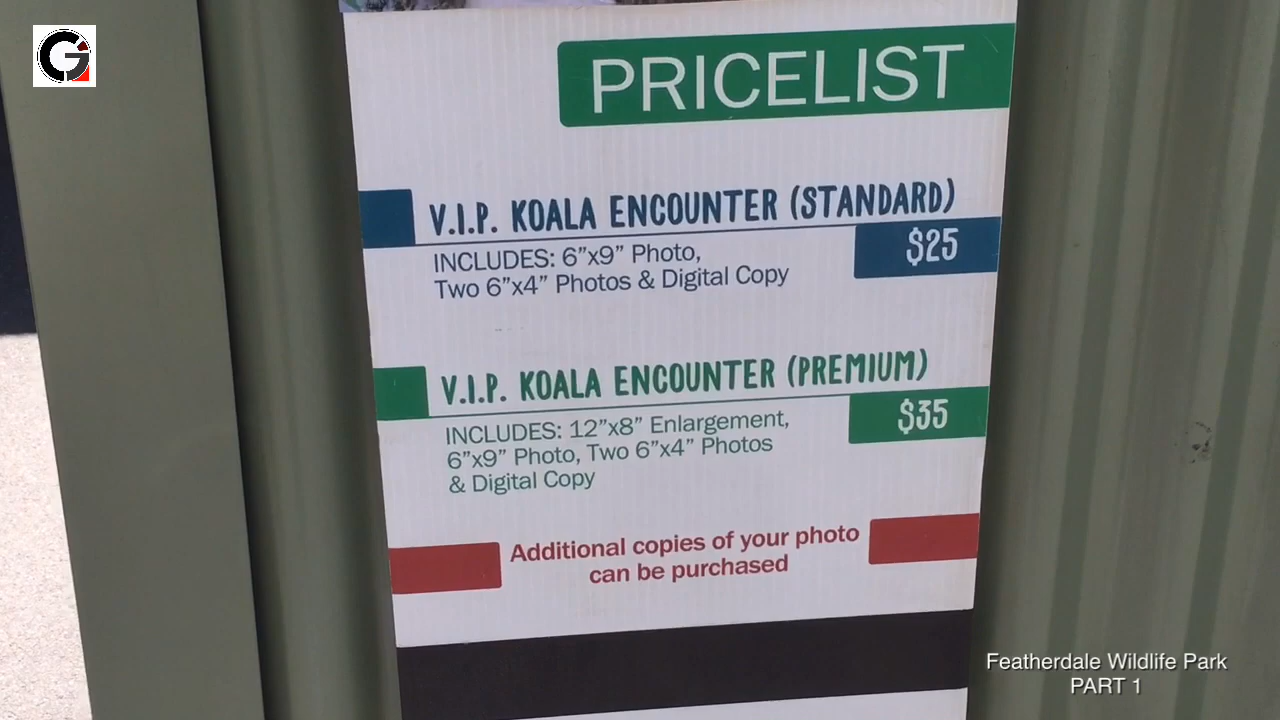 PRICELIST
V.I.P. KOALA ENCOUNTER (STANDARD)
$25
INCLUDES: 6”x9” Photo,
Two 6”x4” Photos & Digital Copy
V.I.P. KOALA ENCOUNTER (PREMIUM)
$35
INCLUDES: 12”x8” Enlargement,
6”x9” Photo, Two 6”x4” Photos
& Digital Copy
Additional copies of your photo
can be purchased
Featherdale Wildlife Park
PART 1